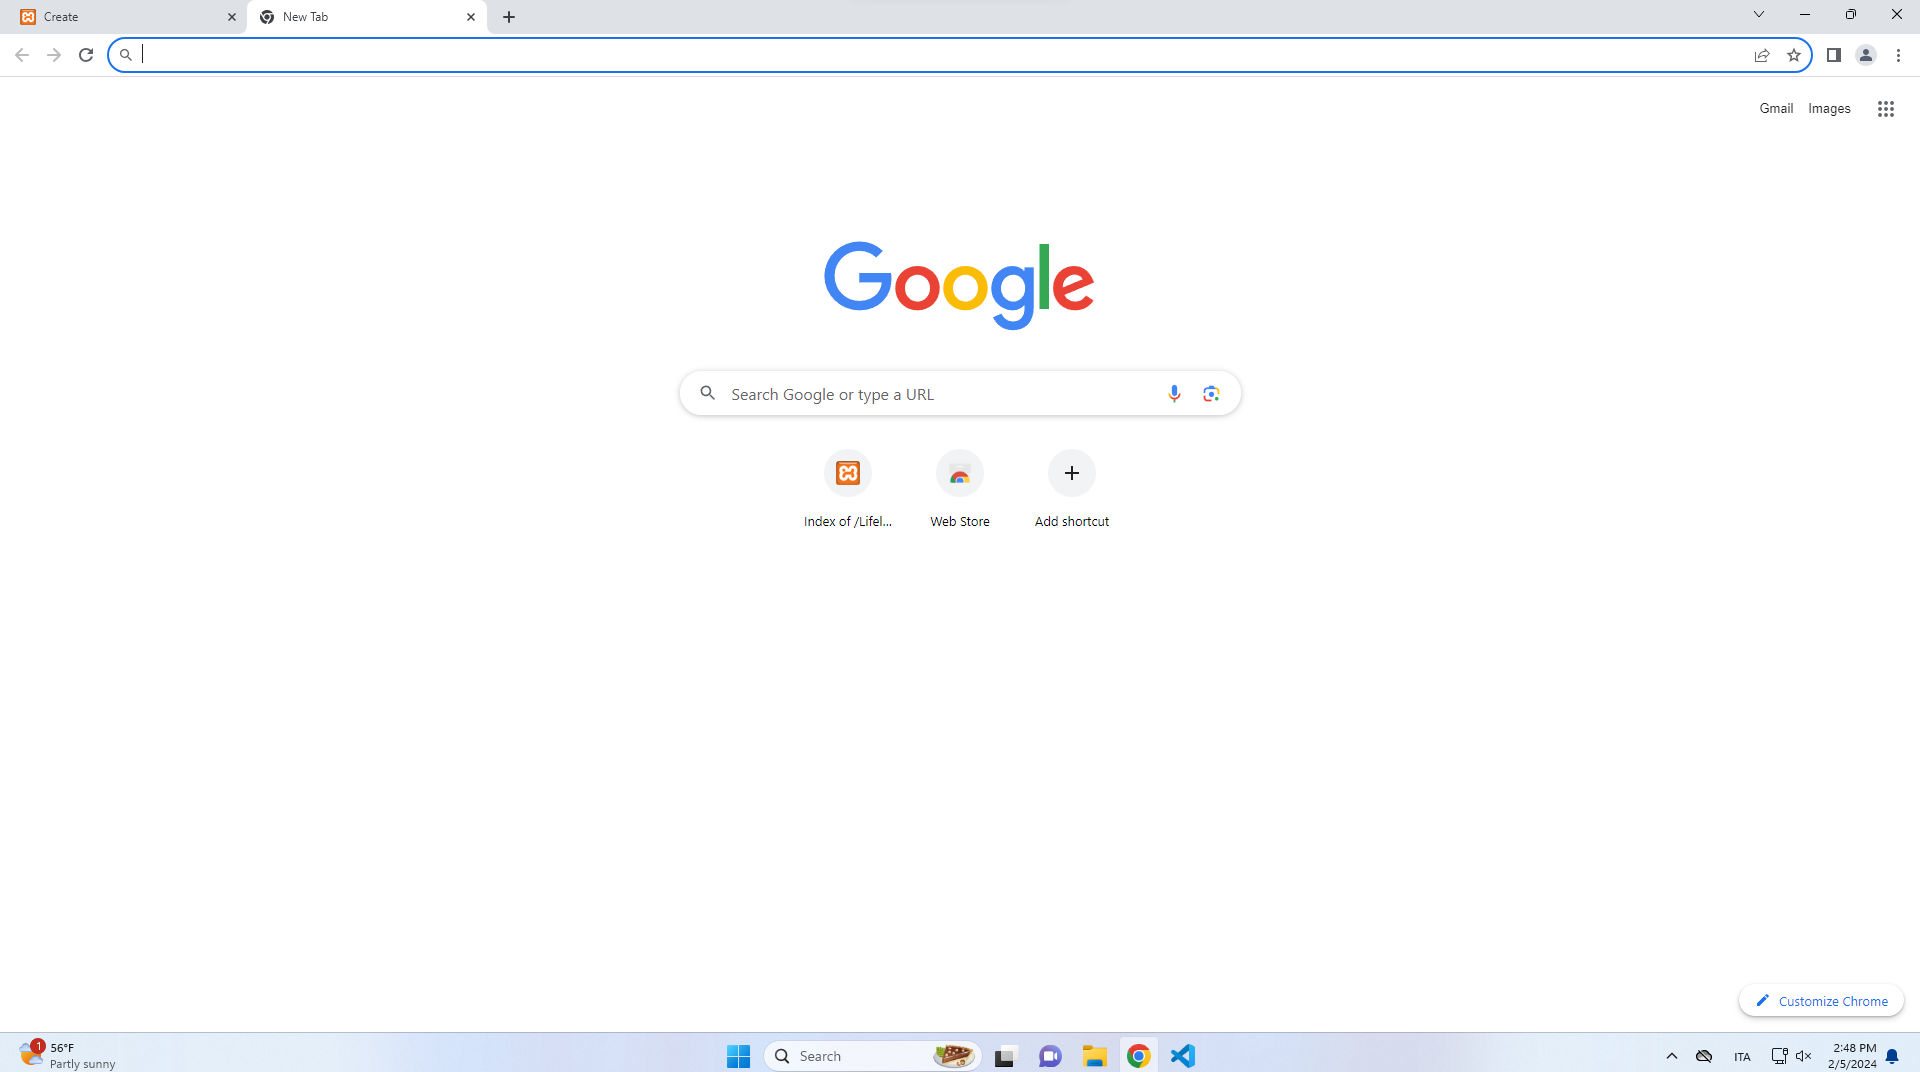 Create
New Tab
Gmail Images
Google
Search Google or type a URL
Index of /Lifel...
Web Store
Add shortcut
Customize Chrome
1
56°F
Partly sunny
Search
ITA
2:48 PM
2/5/2024